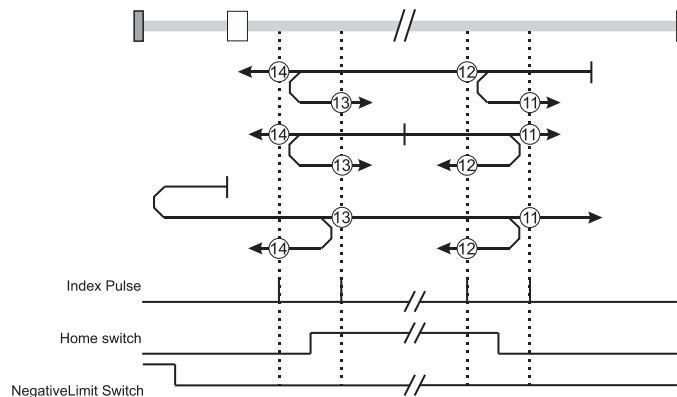 14 12
13 11
14 11
13 12
13 11
14 12
Index Pulse
Home switch
NegativeLimit Switch